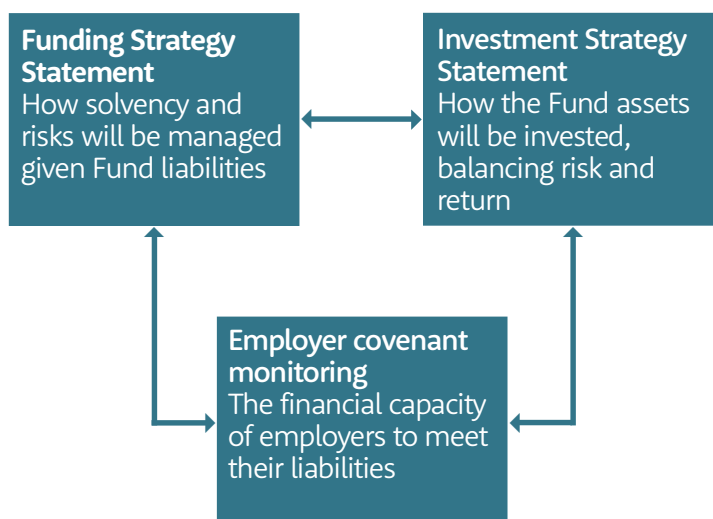 Funding Strategy
Statement
How solvency and
risks will be managed
given Fund liabilities
Investment Strategy
Statement
How the Fund assets
will be invested,
balancing risk and
return
Employer covenant
monitoring
The financial capacity
of employers to meet
their liabilities